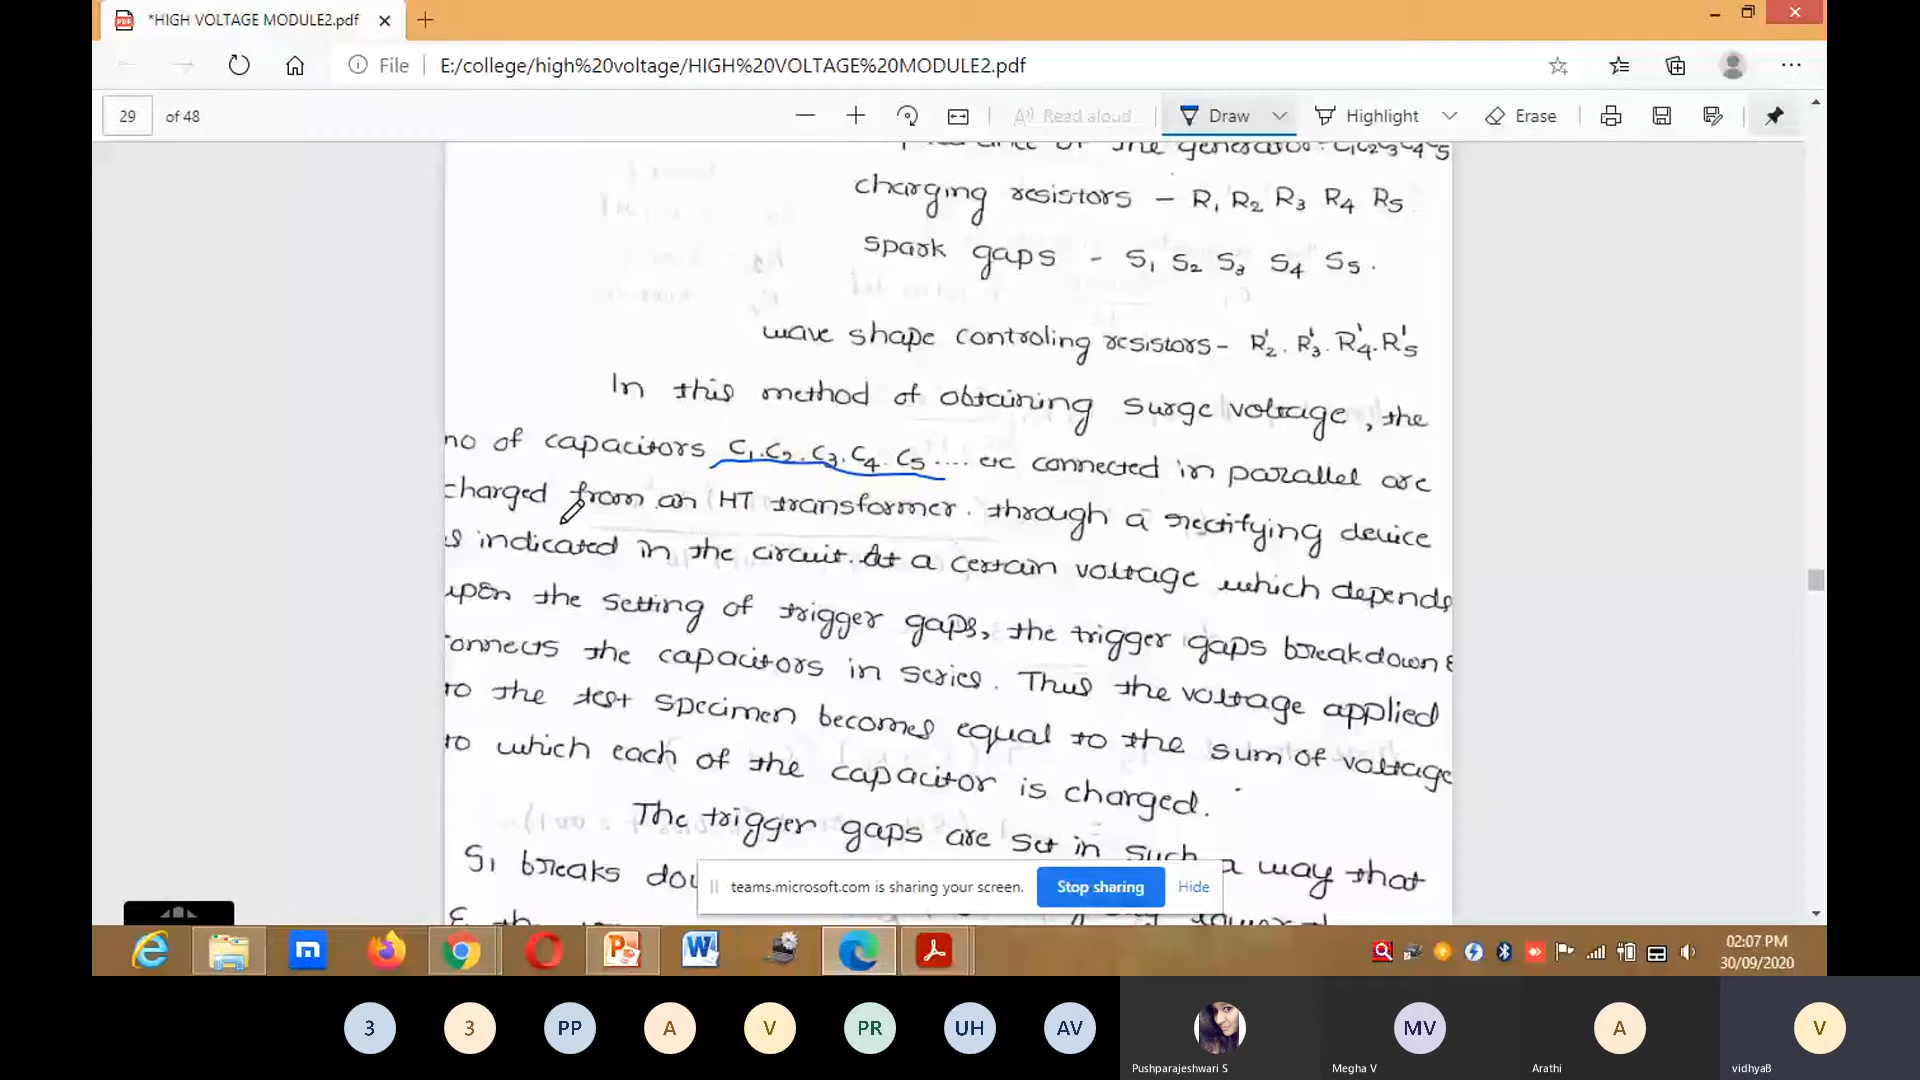 *HIGH VOLTAGE MODULE2.pdf
File E:/college/high%20voltage/HIGH%20VOLTAGE%20MODULE2.pdf
29 of 48 Read aloud Draw Highlight Erase
of the generator. C1C2C3C4C5
charging resistors - R1 R2 R3 R4 R5
spark gaps - S1 S2 S3 S4 S5.
wave shape controling resistors - R'2. R'3. R'4. R'5
In this method of obtaining surge voltage, the
no of capacitors C1. C2. C3. C4. C5 .... etc connected in parallel are
charged from an HT transformer. through a rectifying device
s indicated in the circuit. At a certain voltage which depends
upon the setting of trigger gaps, the trigger gaps breakdown &
onnects the capacitors in series. Thus the voltage applied
to the test specimen becomes equal to the sum of voltage
to which each of the capacitor is charged.
The trigger gaps are set in such a way that
S1 breaks
teams.microsoft.com is sharing your screen. Stop sharing Hide
02:07 PM
30/09/2020
3 3 PP A V PR UH AV MV A V
Pushparajeshwari S Megha V Arathi vidhyaB